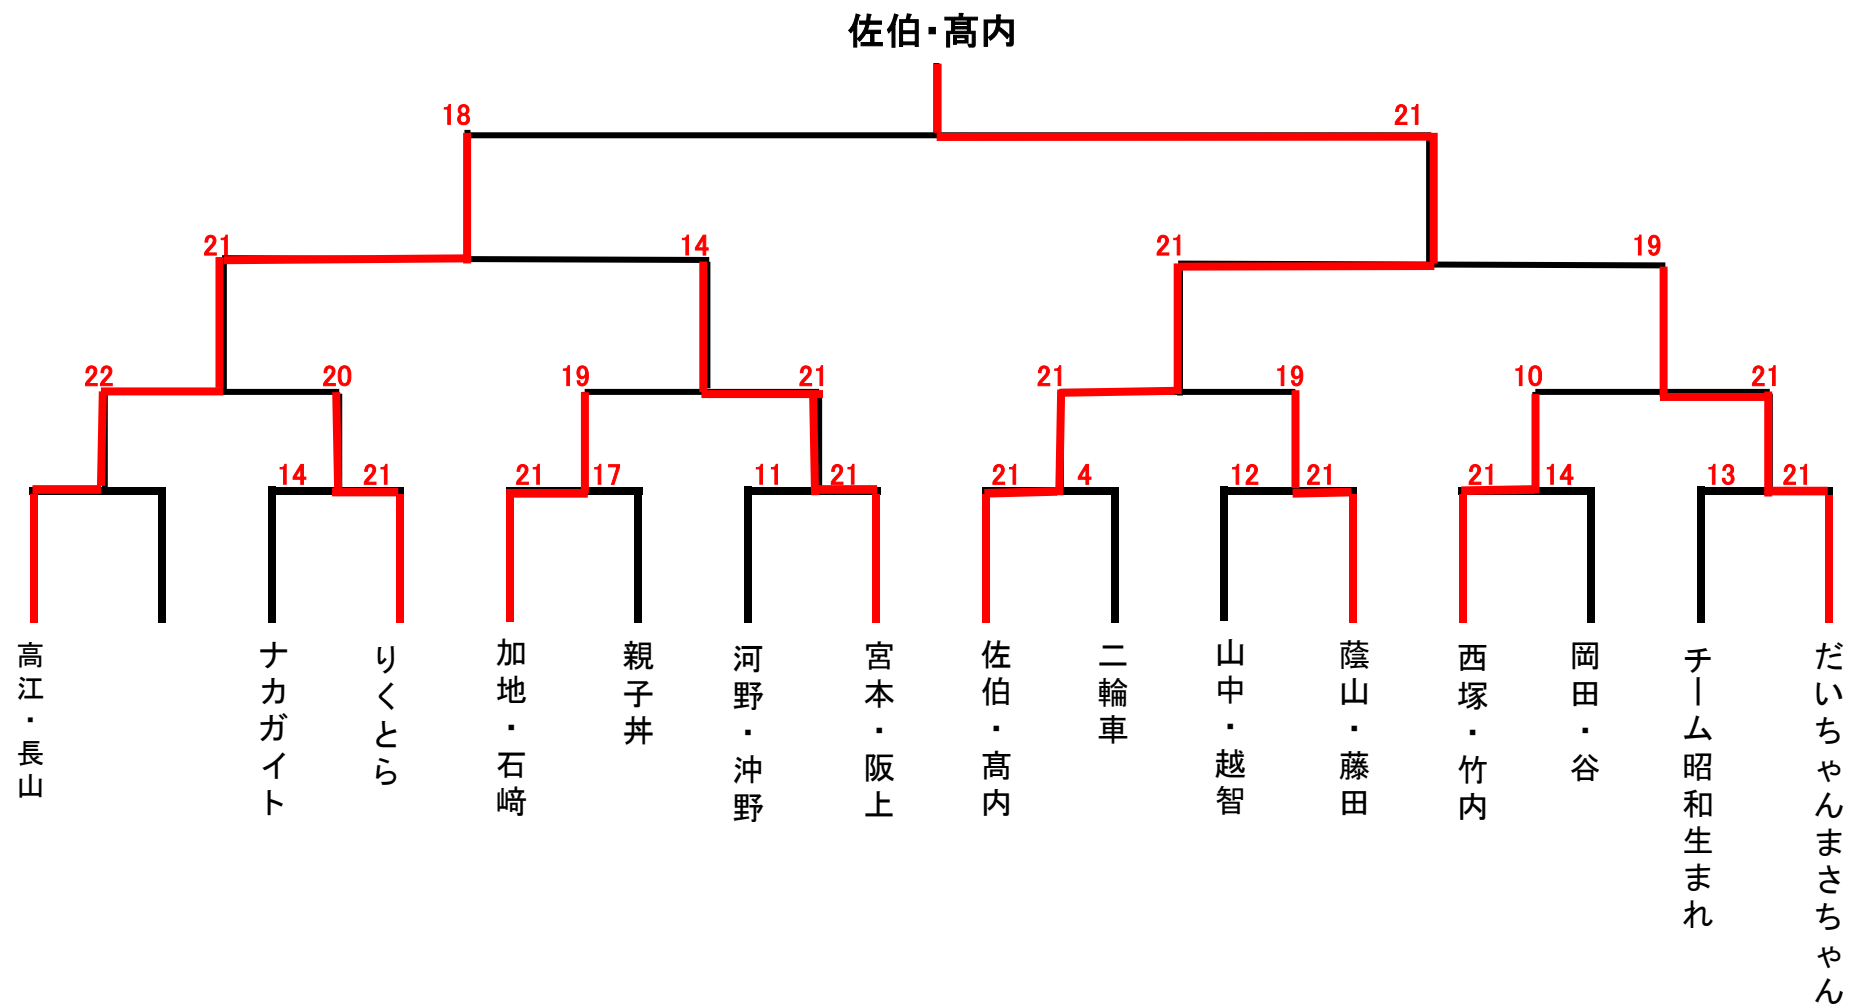 佐伯・髙内
18
21
21
14
21
19
22
20
19
21
21
19
10
21
14
21
21
17
11
21
21
4
12
21
21
14
13
21
高江・長山
ナカガイト
りくとら
加地・石﨑
親子丼
河野・沖野
宮本・阪上
佐伯・髙内
二輪車
山中・越智
蔭山・藤田
西塚・竹内
岡田・谷
チーム昭和生まれ
だいちゃんまさちゃん